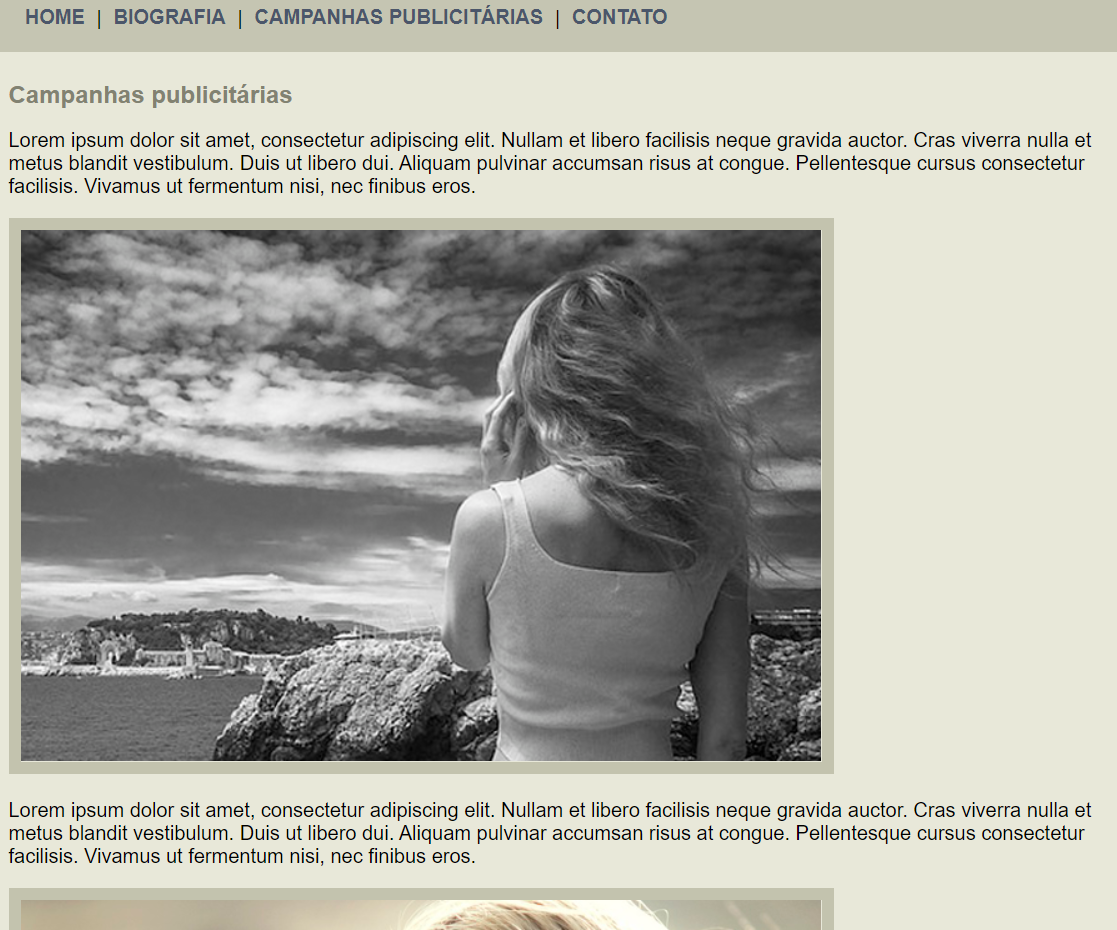 HOME | BIOGRAFIA | CAMPANHAS PUBLICITÁRIAS | CONTATO
Campanhas publicitárias
Lorem ipsum dolor sit amet, consectetur adipiscing elit. Nullam et libero facilisis neque gravida auctor. Cras viverra nulla et
metus blandit vestibulum. Duis ut libero dui. Aliquam pulvinar accumsan risus at congue. Pellentesque cursus consectetur
facilisis. Vivamus ut fermentum nisi, nec finibus eros.
Lorem ipsum dolor sit amet, consectetur adipiscing elit. Nullam et libero facilisis neque gravida auctor. Cras viverra nulla et
metus blandit vestibulum. Duis ut libero dui. Aliquam pulvinar accumsan risus at congue. Pellentesque cursus consectetur
facilisis. Vivamus ut fermentum nisi, nec finibus eros.